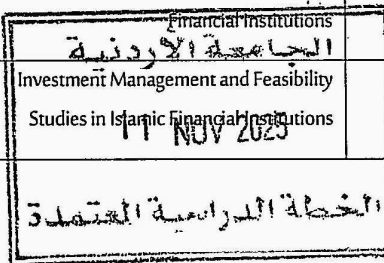 Financial Institutions
الجامعة الأردنية
Investment Management and Feasibility
Studies in Islamic Financial Institutions
11 NOV 2025
الخطة الدراسية المعتمدة